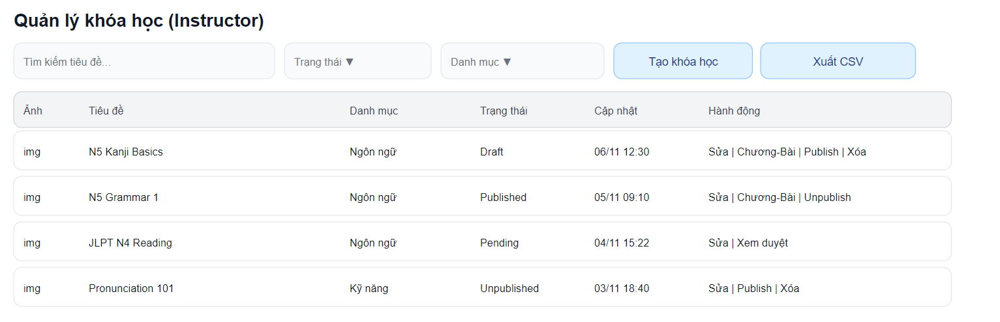 Quản lý khóa học (Instructor)
Tìm kiếm tiêu đề... Trạng thái ▼ Danh mục ▼ Tạo khóa học Xuất CSV
Ảnh Tiêu đề Danh mục Trạng thái Cập nhật Hành động
img N5 Kanji Basics Ngôn ngữ Draft 06/11 12:30 Sửa | Chương-Bài | Publish | Xóa
img N5 Grammar 1 Ngôn ngữ Published 05/11 09:10 Sửa | Chương-Bài | Unpublish
img JLPT N4 Reading Ngôn ngữ Pending 04/11 15:22 Sửa | Xem duyệt
img Pronunciation 101 Kỹ năng Unpublished 03/11 18:40 Sửa | Publish | Xóa